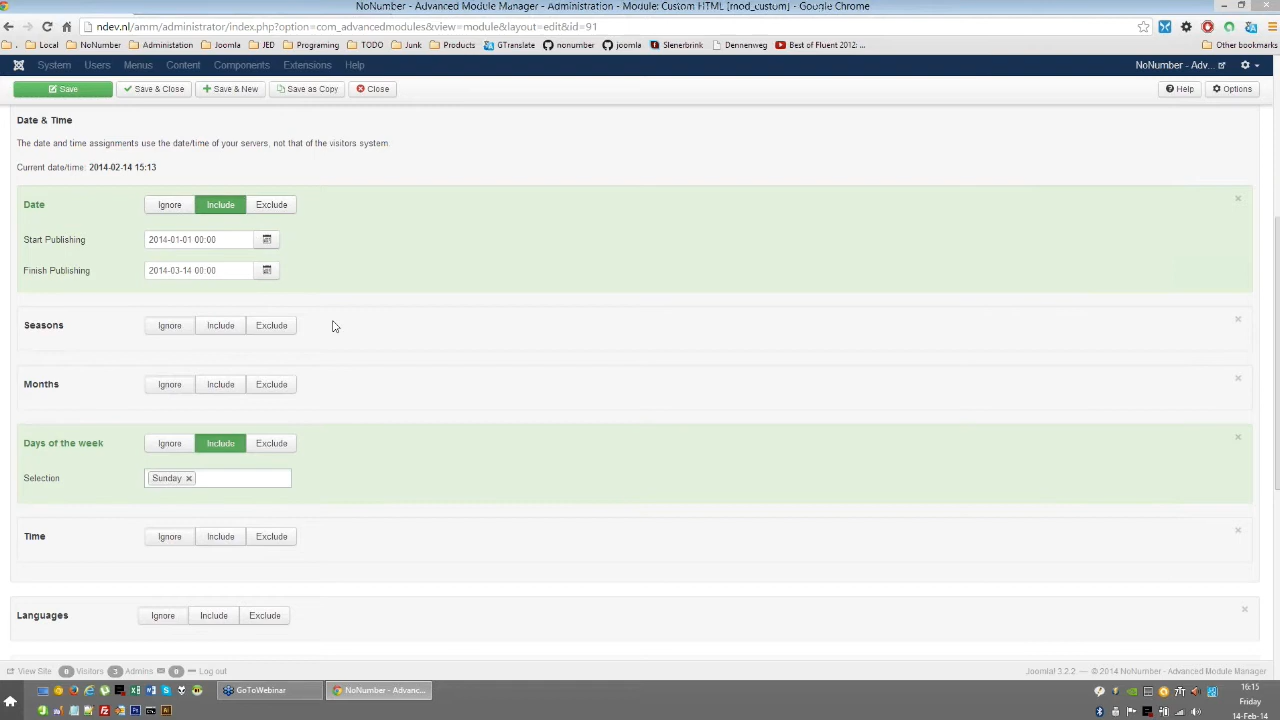 NoNumber - Advanced Module Manager - Administration - Module: Custom HTML [mod_custom] - Google Chrome
ndev.nl/amm/administrator/index.php?option=com_advancedmodules&view=module&layout=edit&id=91
Local NoNumber Administation Joomla JED Programing TODO Junk Products GTranslate nonumber joomla Slenerbrink Dennenweg Best of Fluent 2012: ... Other bookmarks
System Users Menus Content Components Extensions Help NoNumber - Adv...
Save Save & Close Save & New Save as Copy Close Help Options
Date & Time
The date and time assignments use the date/time of your servers, not that of the visitors system.
Current date/time: 2014-02-14 15:13
Date Ignore Include Exclude
Start Publishing 2014-01-01 00:00
Finish Publishing 2014-03-14 00:00
Seasons Ignore Include Exclude
Months Ignore Include Exclude
Days of the week Ignore Include Exclude
Selection Sunday
Time Ignore Include Exclude
Languages Ignore Include Exclude
View Site 0 Visitors 3 Admins 0 Log out Joomla! 3.2.2 — © 2014 NoNumber - Advanced Module Manager
GoToWebinar NoNumber - Advanc...
16:15
Friday
14-Feb-14